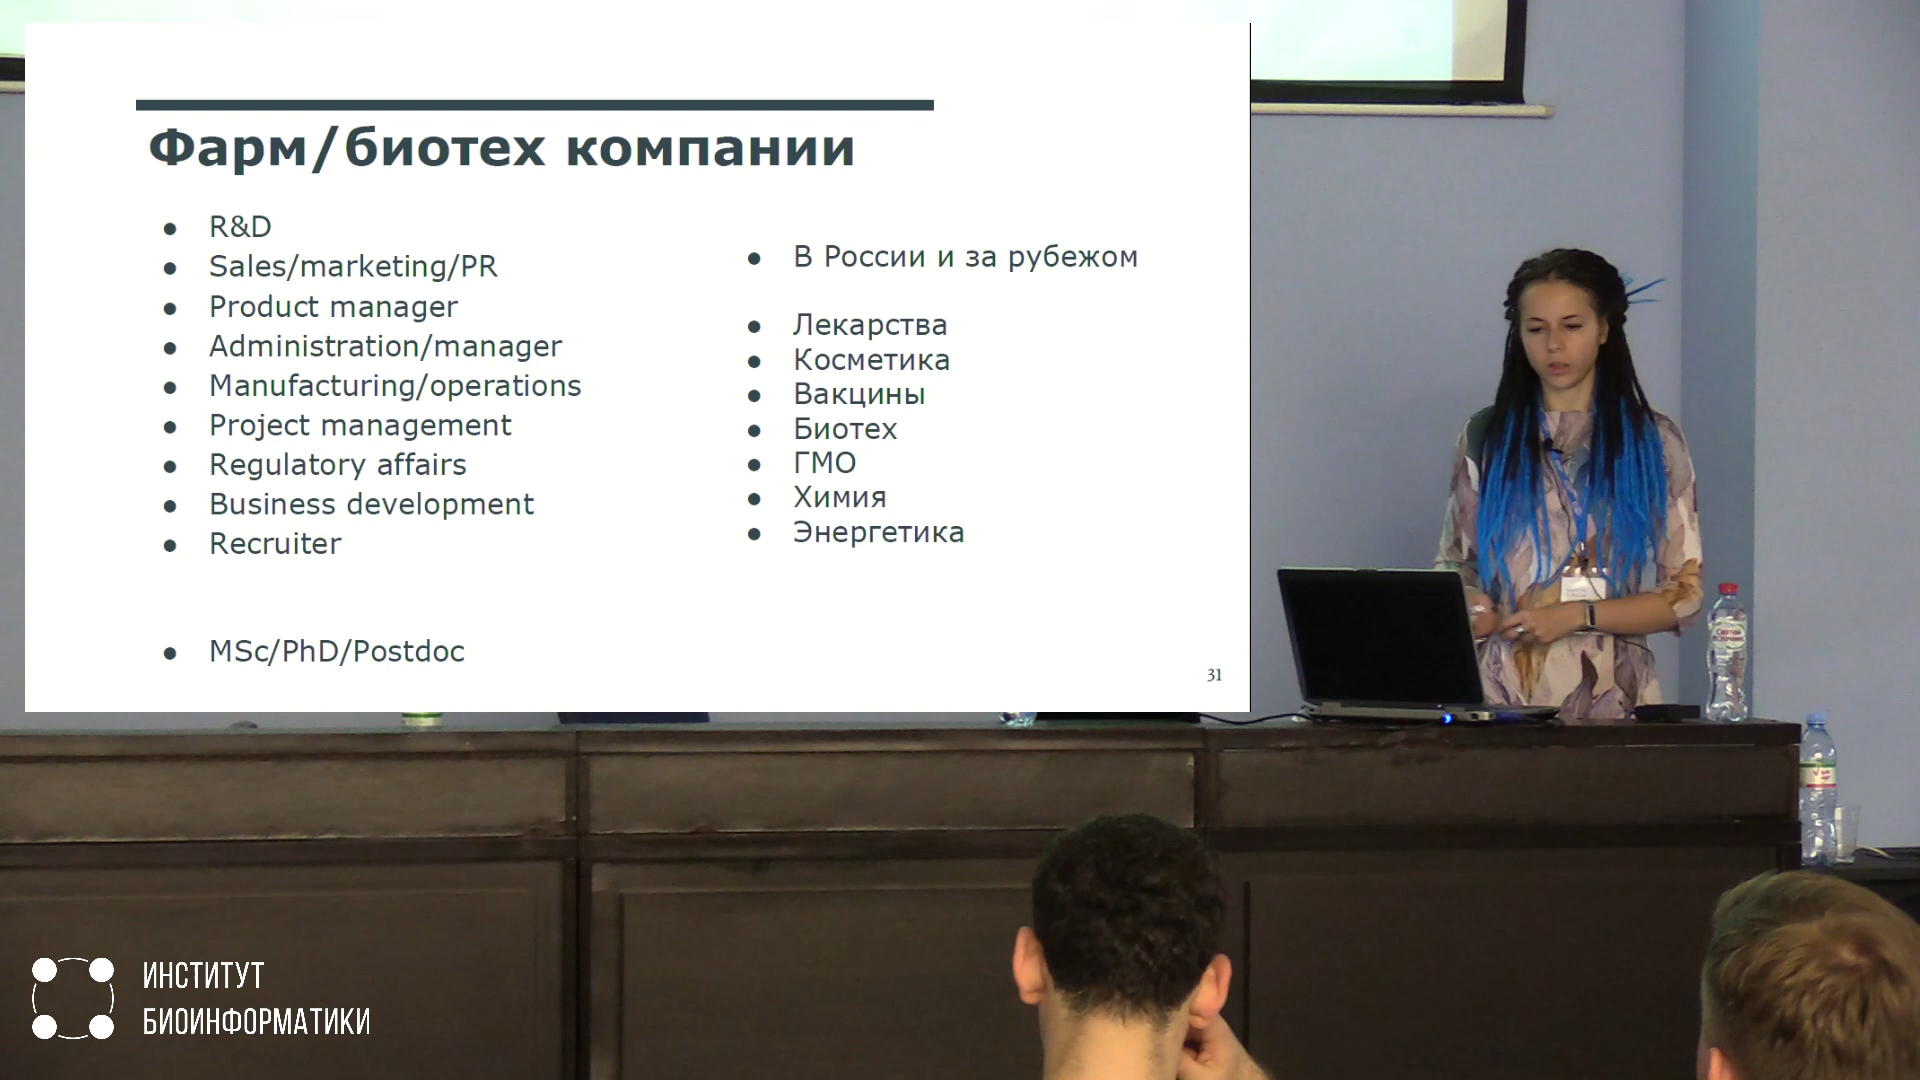 Фарм/биотех компании
R&D
Sales/marketing/PR
Product manager
Administration/manager
Manufacturing/operations
Project management
Regulatory affairs
Business development
Recruiter
MSc/PhD/Postdoc
В России и за рубежом
Лекарства
Косметика
Вакцины
Биотех
ГМО
Химия
Энергетика
31
ИНСТИТУТ
БИОИНФОРМАТИКИ